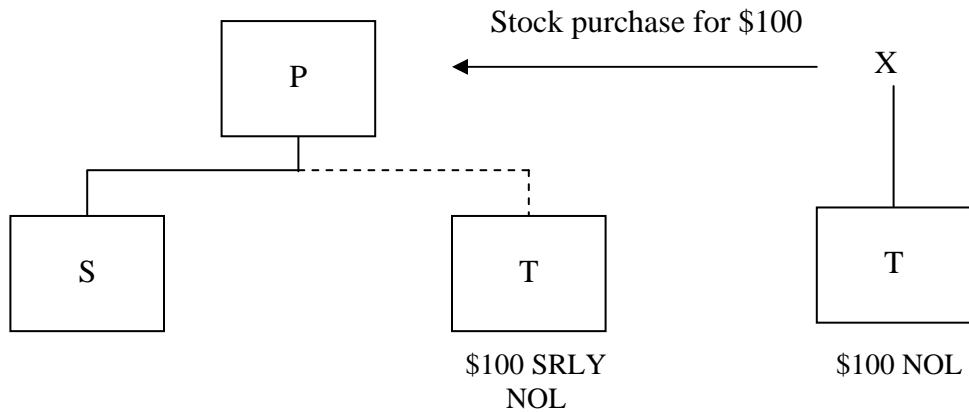 Stock purchase for $100
P
X
S
T
T
$100 SRLY
NOL
$100 NOL